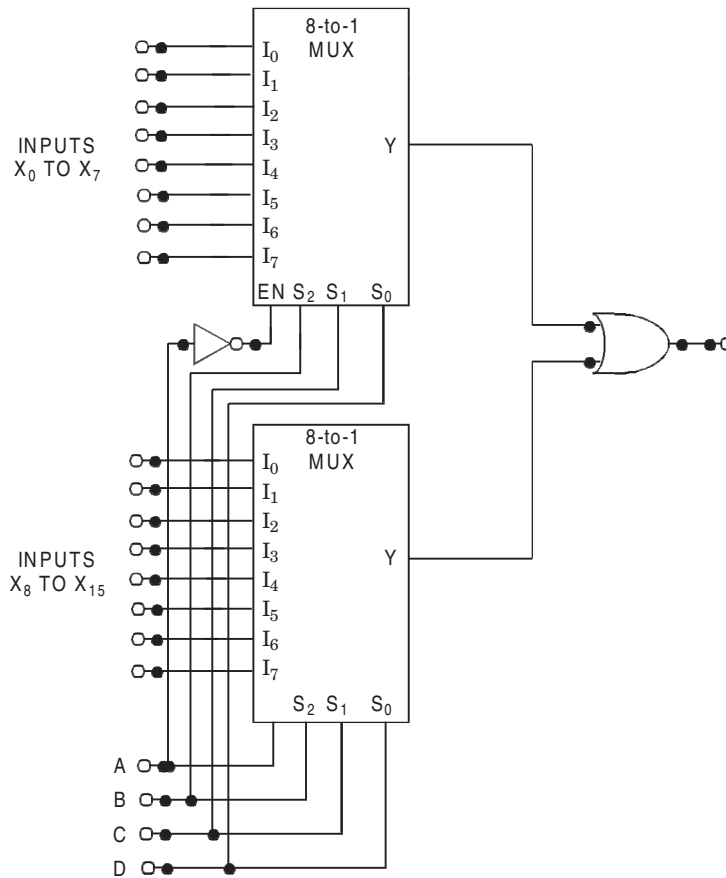 8-to-1
MUX
I₀
I₁
I₂
I₃
I₄
I₅
I₆
I₇
INPUTS
X₀ TO X₇
Y
EN S₂ S₁ S₀
8-to-1
MUX
I₀
I₁
I₂
I₃
I₄
I₅
I₆
I₇
INPUTS
X₈ TO X₁₅
Y
S₂ S₁ S₀
A
B
C
D